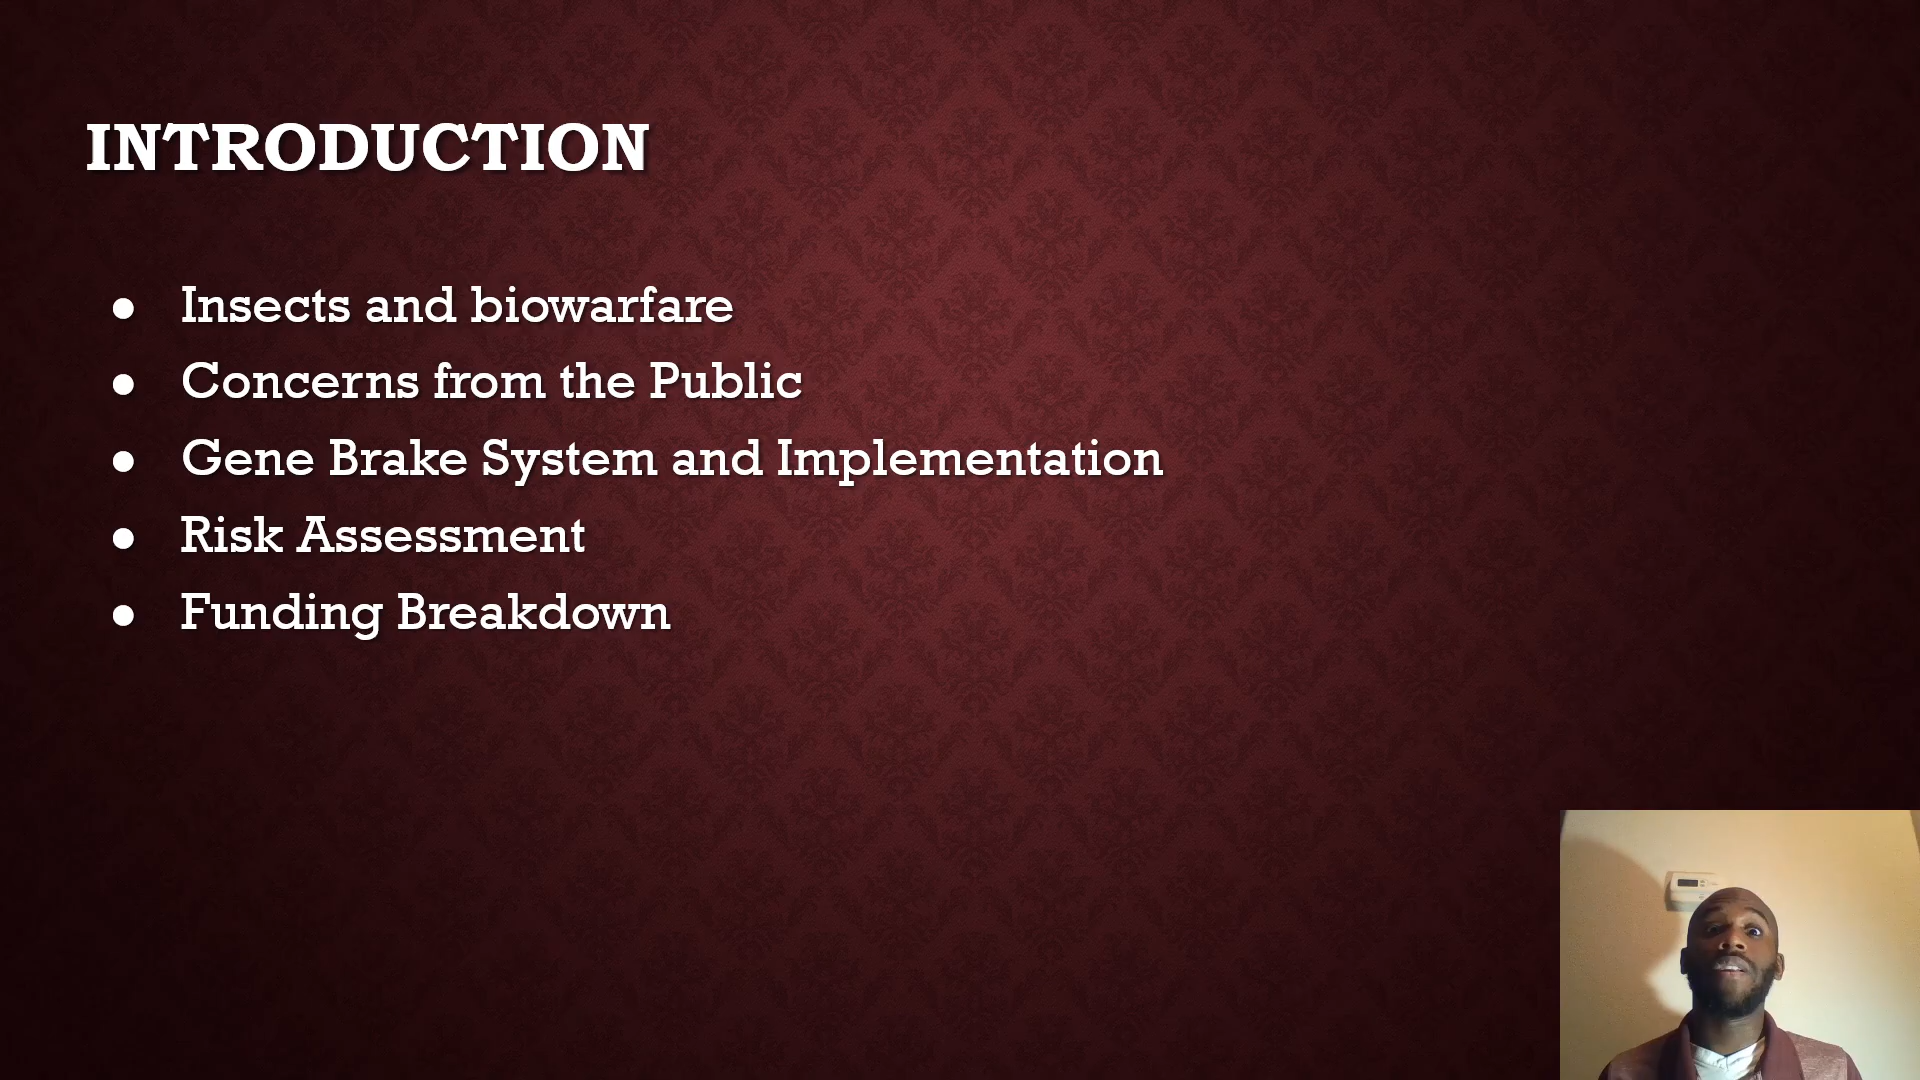 INTRODUCTION
● Insects and biowarfare
● Concerns from the Public
● Gene Brake System and Implementation
● Risk Assessment
● Funding Breakdown